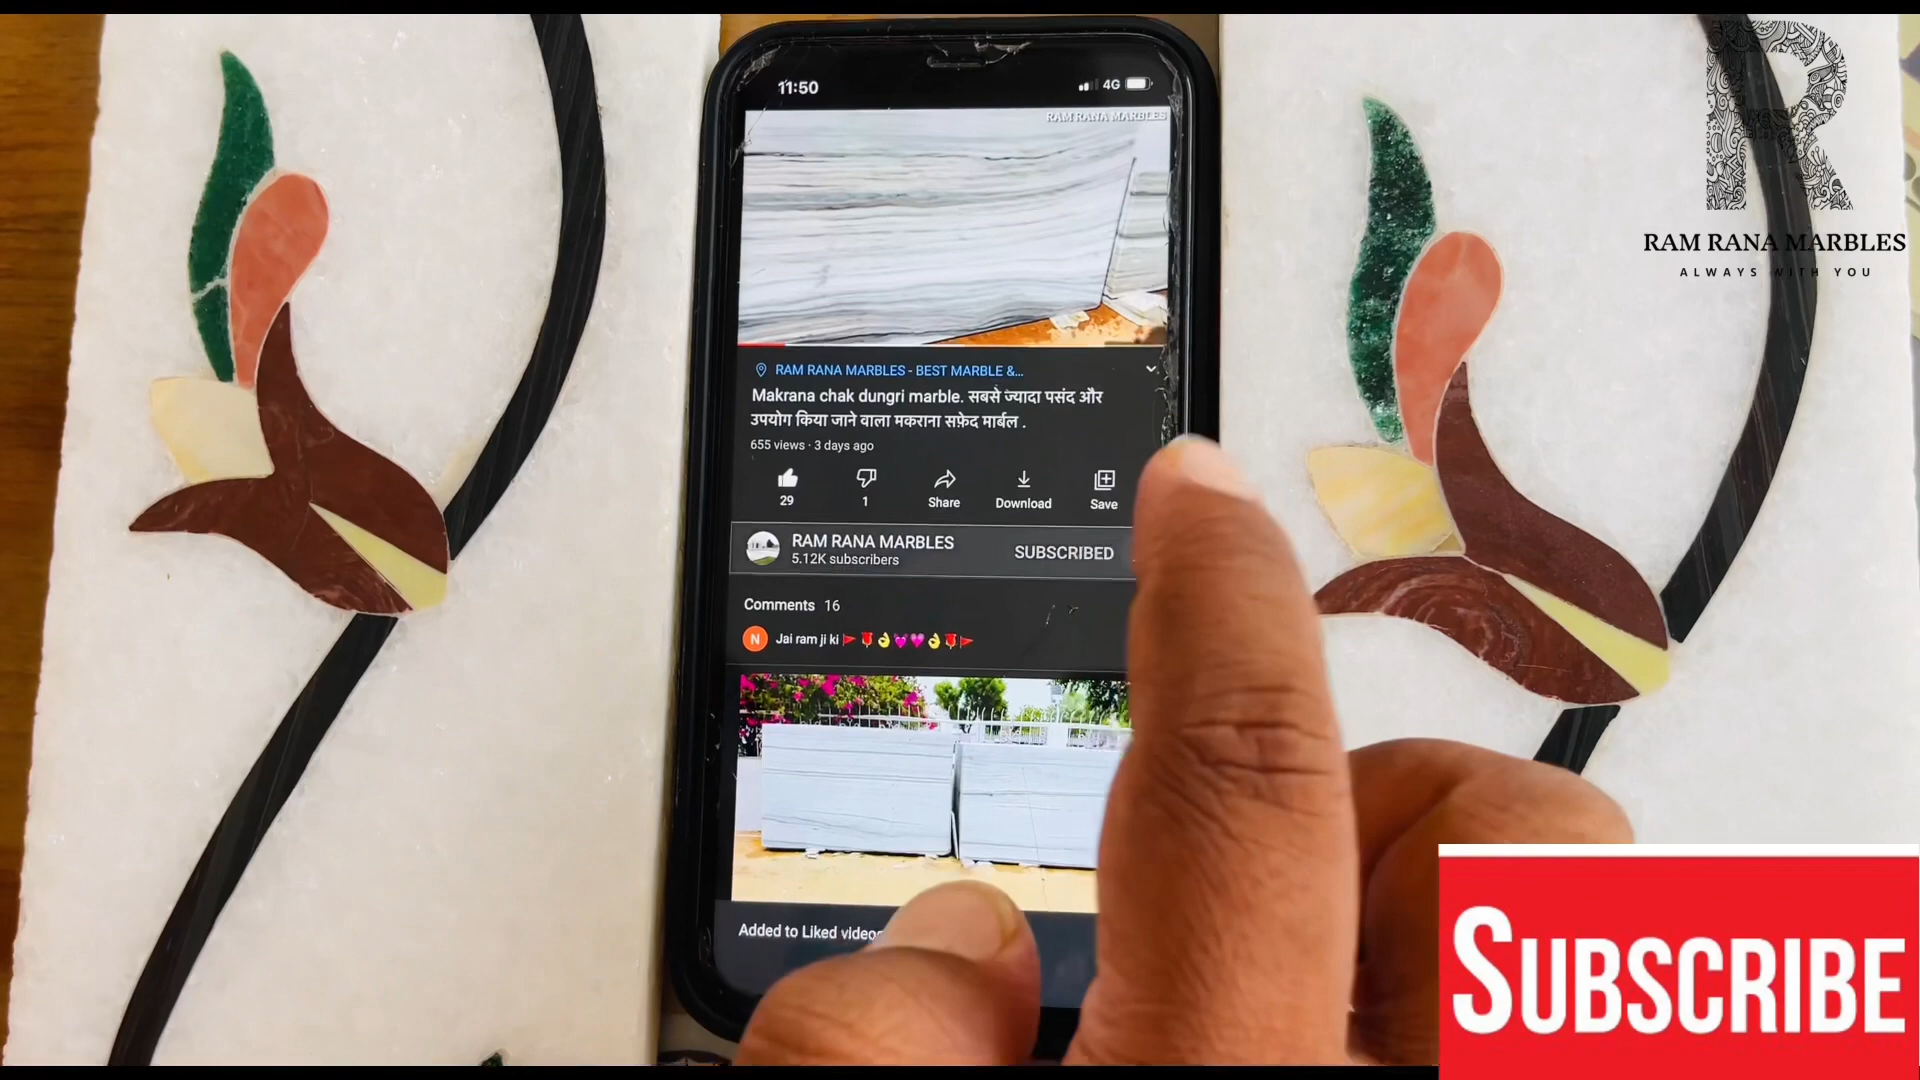 11:50
4G
RAM RANA MARBLES
RAM RANA MARBLES - BEST MARBLE &...
Makrana chak dungri marble. सबसे ज्यादा पसंद और
उपयोग किया जाने वाला मकराना सफ़ेद मार्बल .
655 views · 3 days ago
29
1
Share
Download
Save
RAM RANA MARBLES
5.12K subscribers
SUBSCRIBED
Comments 16
N
Jai ram ji ki 🚩🌹👌💓💗👌🌹🚩
Added to Liked videos
R
RAM RANA MARBLES
ALWAYS WITH YOU
SUBSCRIBE